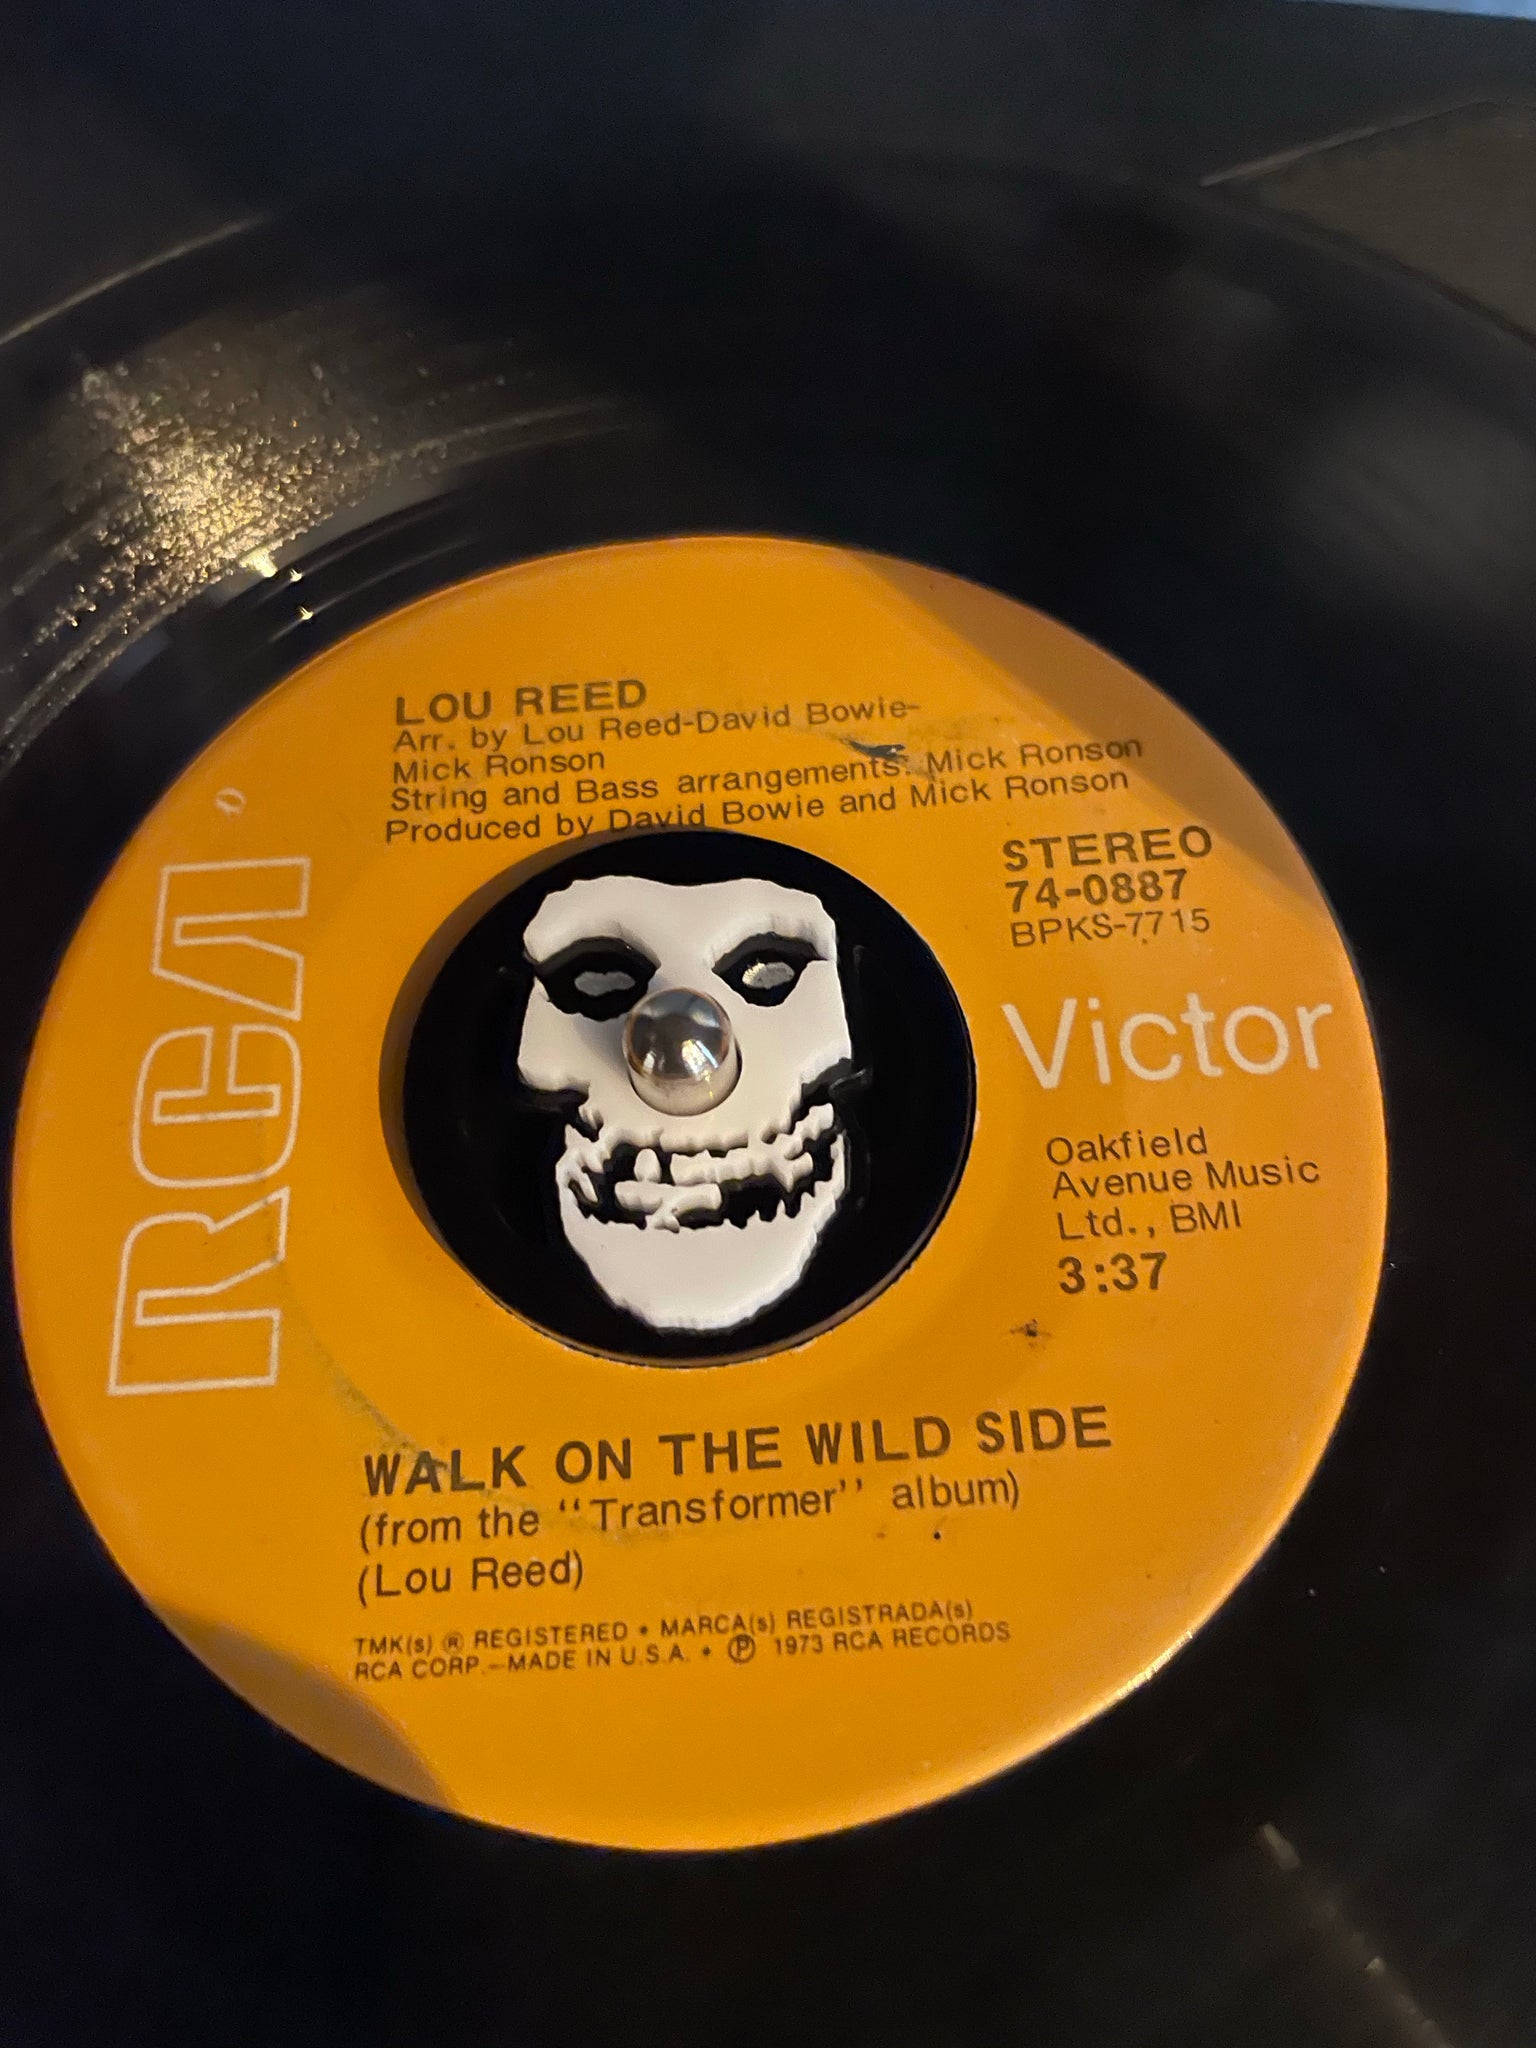 LOU REED
Arr. by Lou Reed-David Bowie-
Mick Ronson
String and Bass arrangements: Mick Ronson
Produced by David Bowie and Mick Ronson
STEREO
74-0887
BPKS-7715
RCA
Victor
Oakfield
Avenue Music
Ltd., BMI
3:37
WALK ON THE WILD SIDE
(from the "Transformer" album)
(Lou Reed)
TMK(s) ® REGISTERED • MARCA(s) REGISTRADA(s)
RCA CORP.–MADE IN U.S.A. • ℗ 1973 RCA RECORDS